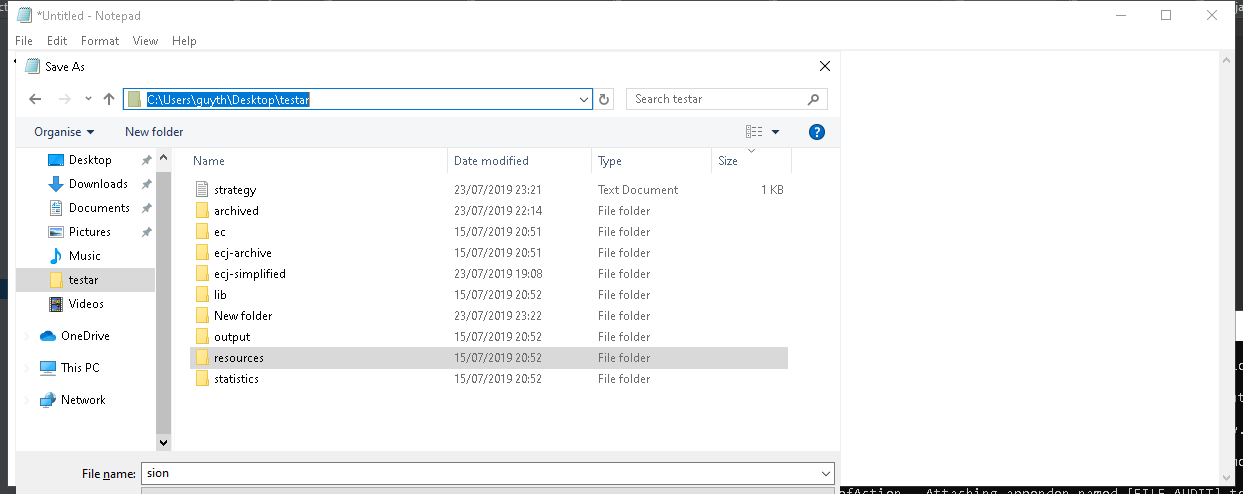 *Untitled - Notepad
File Edit Format View Help
Save As
C:\Users\guyth\Desktop\testar
Search testar
Organise New folder
Name Date modified Type Size
Desktop
Downloads
Documents
Pictures
Music
testar
Videos
OneDrive
This PC
Network
strategy 23/07/2019 23:21 Text Document 1 KB
archived 23/07/2019 22:14 File folder
ec 15/07/2019 20:51 File folder
ecj-archive 15/07/2019 20:51 File folder
ecj-simplified 23/07/2019 19:08 File folder
lib 15/07/2019 20:52 File folder
New folder 23/07/2019 23:22 File folder
output 15/07/2019 20:52 File folder
resources 15/07/2019 20:52 File folder
statistics 15/07/2019 20:52 File folder
File name: sion